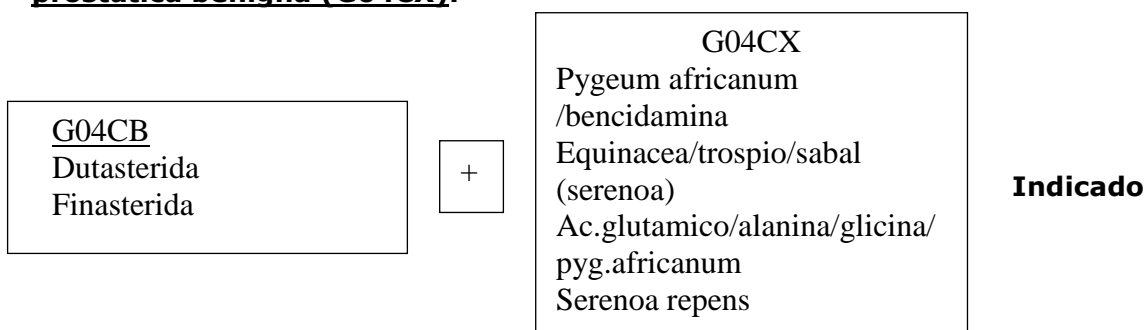 prostática benigna (G04CX).
G04CB
Dutasterida
Finasterida
+
G04CX
Pygeum africanum
/bencidamina
Equinacea/trospio/sabal
(serenoa)
Ac.glutamico/alanina/glicina/
pyg.africanum
Serenoa repens
Indicado